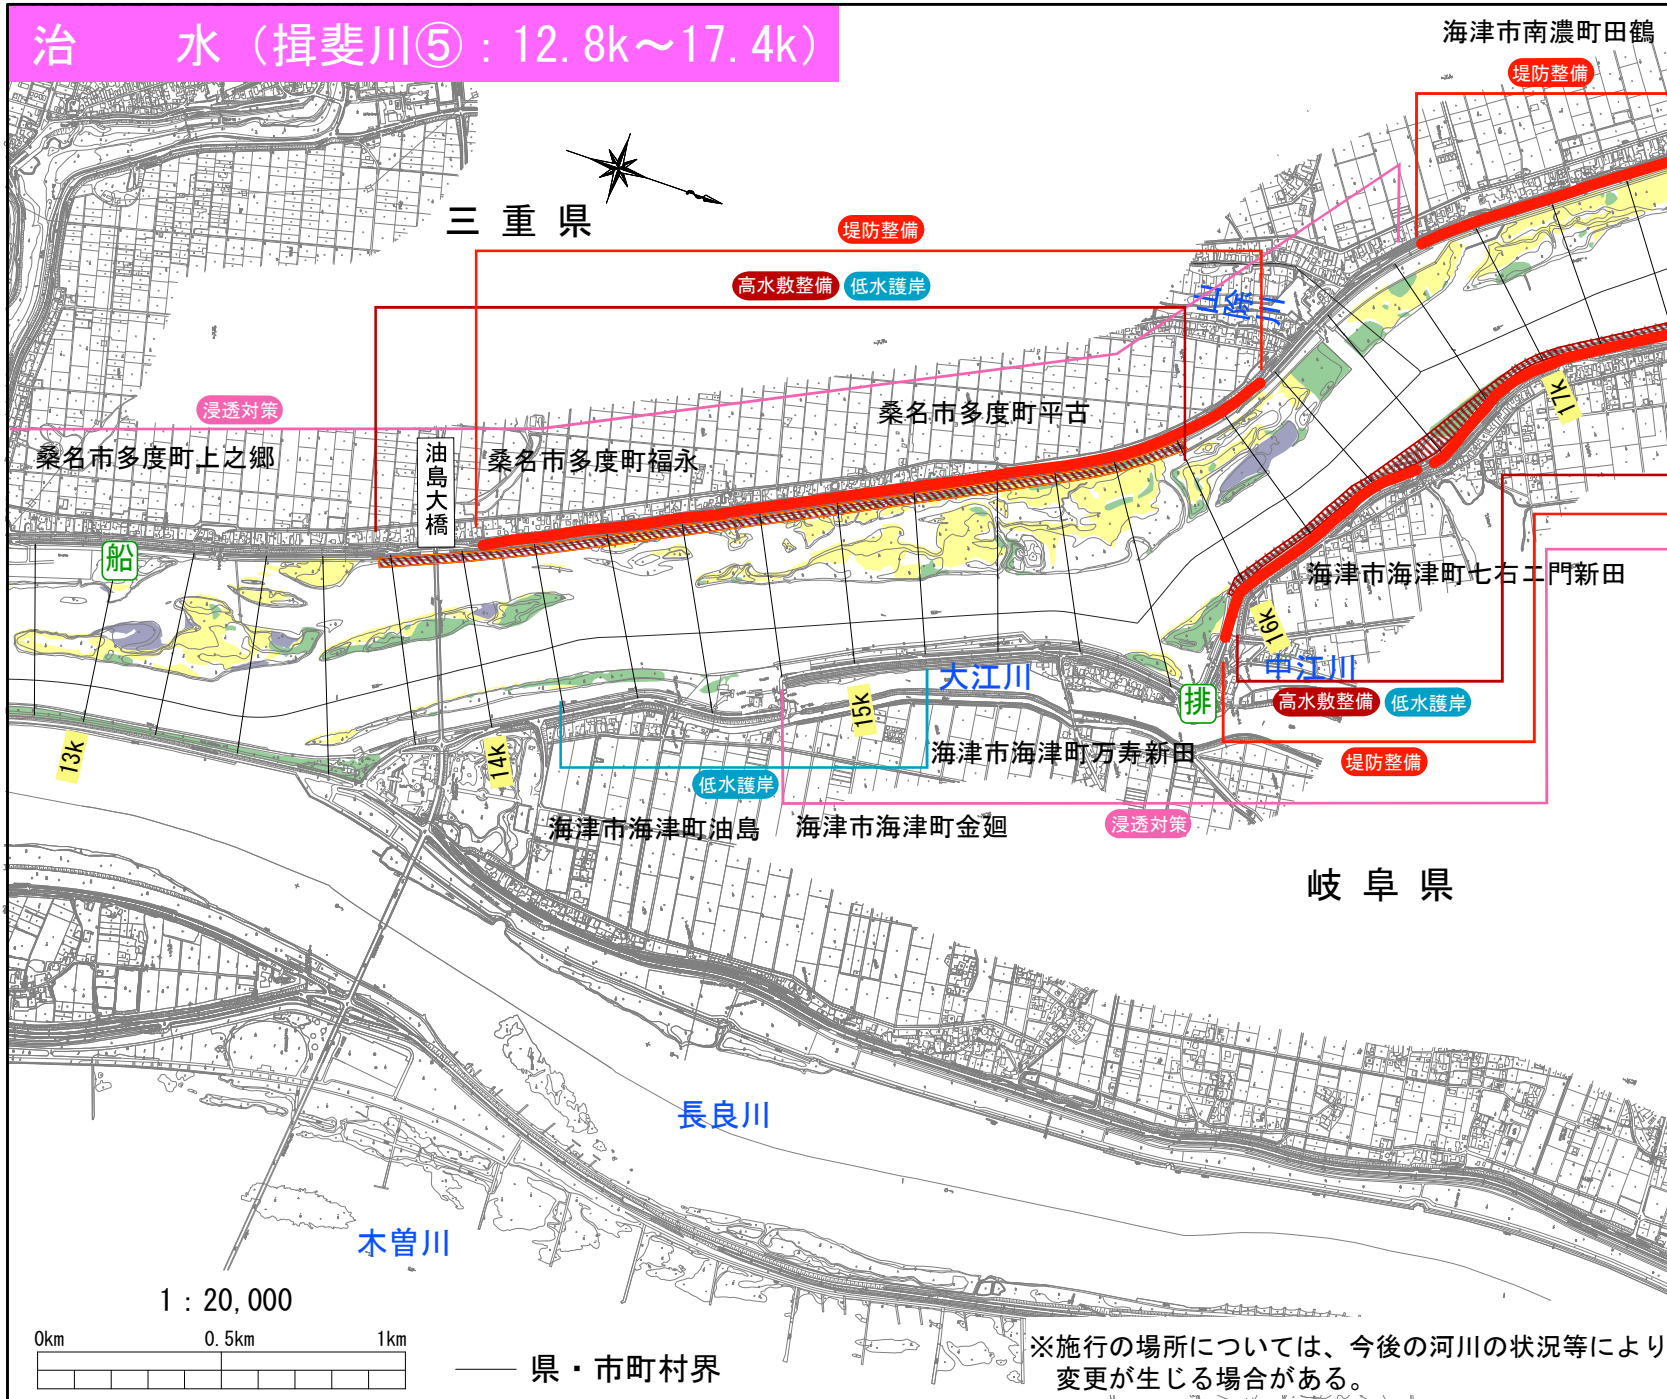 治　水（揖斐川⑤：12.8k～17.4k）
海津市南濃町田鶴
堤防整備
三重県
堤防整備
高水敷整備 低水護岸
山除川
浸透対策
桑名市多度町上之郷
油島大橋
桑名市多度町福永
桑名市多度町平古
17k
船
海津市海津町七右エ門新田
16k
大江川
中江川
排
高水敷整備 低水護岸
13k
14k
15k
海津市海津町万寿新田
堤防整備
低水護岸
海津市海津町油島
海津市海津町金廻
浸透対策
岐阜県
長良川
木曽川
1：20,000
0km 0.5km 1km
県・市町村界
※施行の場所については、今後の河川の状況等により
変更が生じる場合がある。